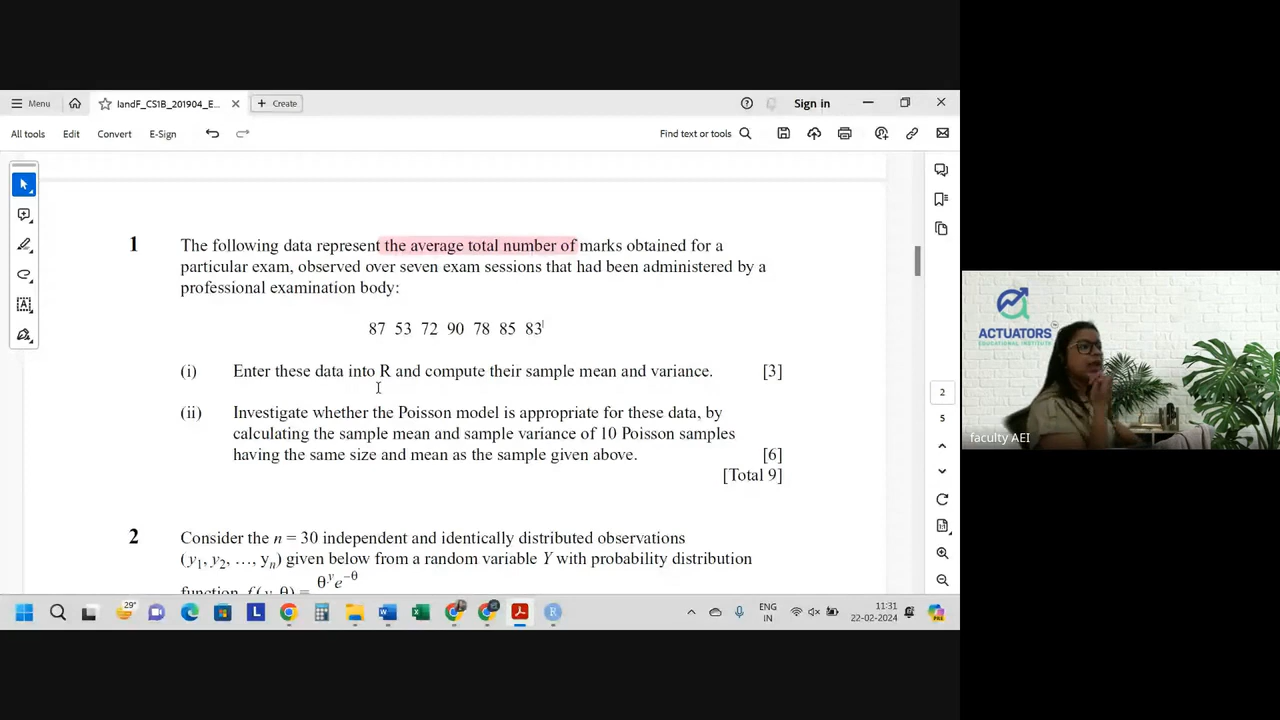 Menu
IandF_CS1B_201904_E...
Create
Sign in
All tools
Edit
Convert
E-Sign
Find text or tools
1 The following data represent the average total number of marks obtained for a
particular exam, observed over seven exam sessions that had been administered by a
professional examination body:
87 53 72 90 78 85 83
(i) Enter these data into R and compute their sample mean and variance. [3]
(ii) Investigate whether the Poisson model is appropriate for these data, by
calculating the sample mean and sample variance of 10 Poisson samples
having the same size and mean as the sample given above. [6]
[Total 9]
2 Consider the n = 30 independent and identically distributed observations
(y₁, y₂, …, yₙ) given below from a random variable Y with probability distribution
function f(y, θ) = θ^y e^−θ
2
5
29°
ENG
IN
11:31
22-02-2024
ACTUATORS
EDUCATIONAL INSTITUTE
faculty AEI